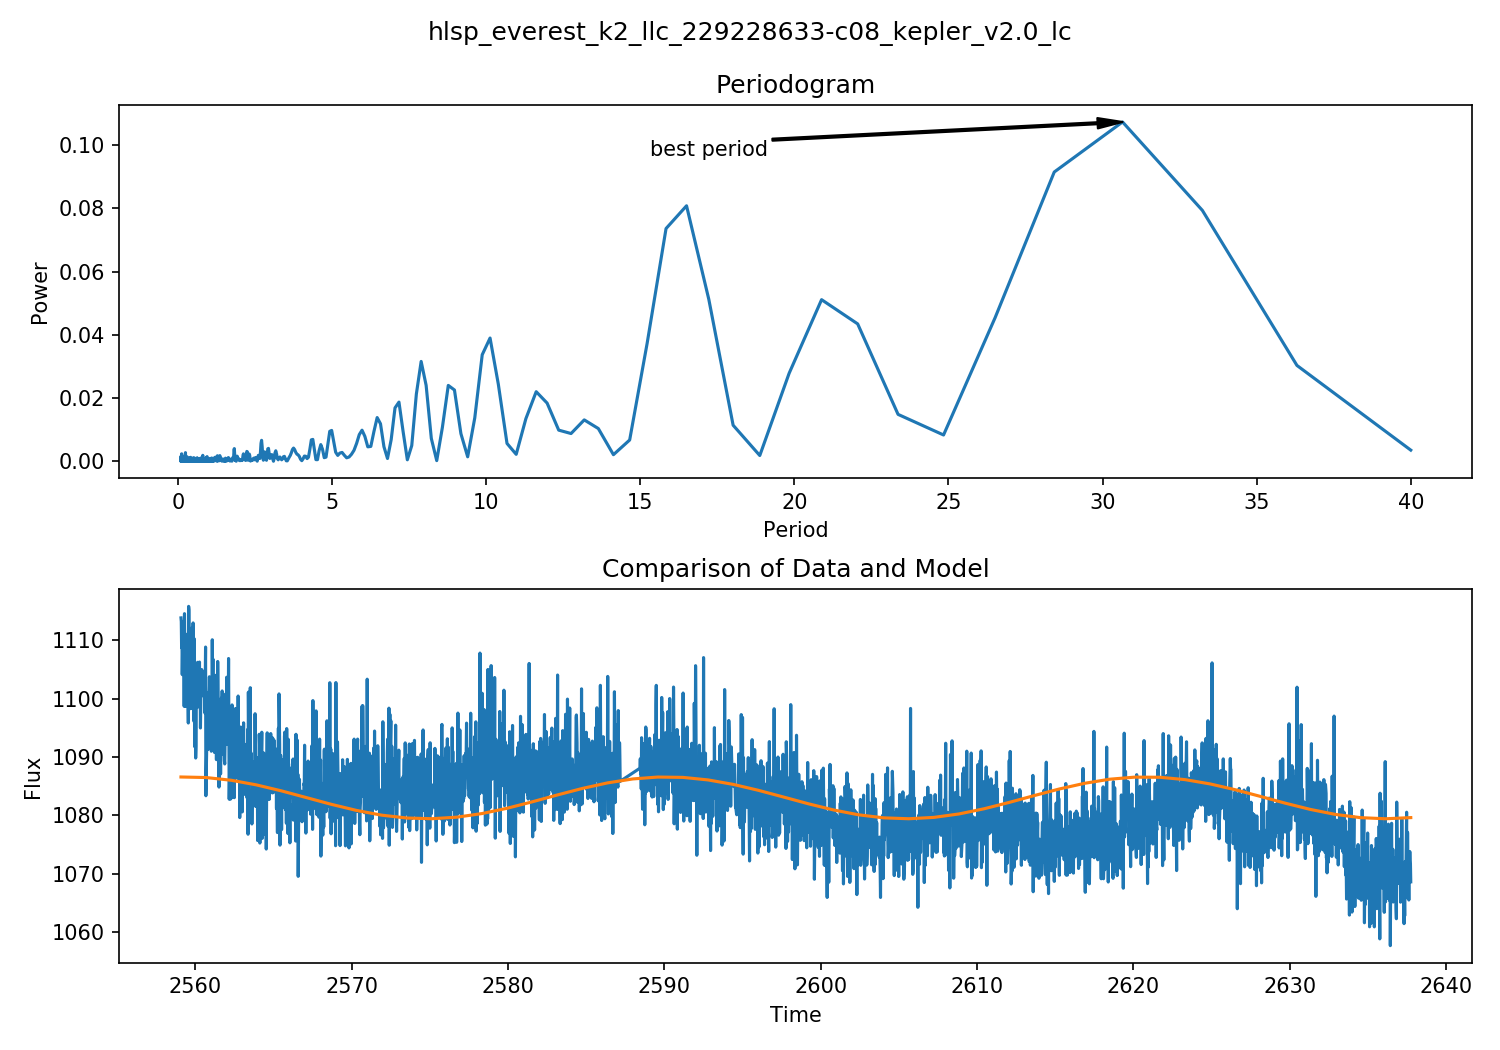 hlsp_everest_k2_llc_229228633-c08_kepler_v2.0_lc
Periodogram
0.10
0.08
0.06
0.04
0.02
0.00
Power
best period
0 5 10 15 20 25 30 35 40
Period
Comparison of Data and Model
1110
1100
1090
1080
1070
1060
Flux
2560 2570 2580 2590 2600 2610 2620 2630 2640
Time